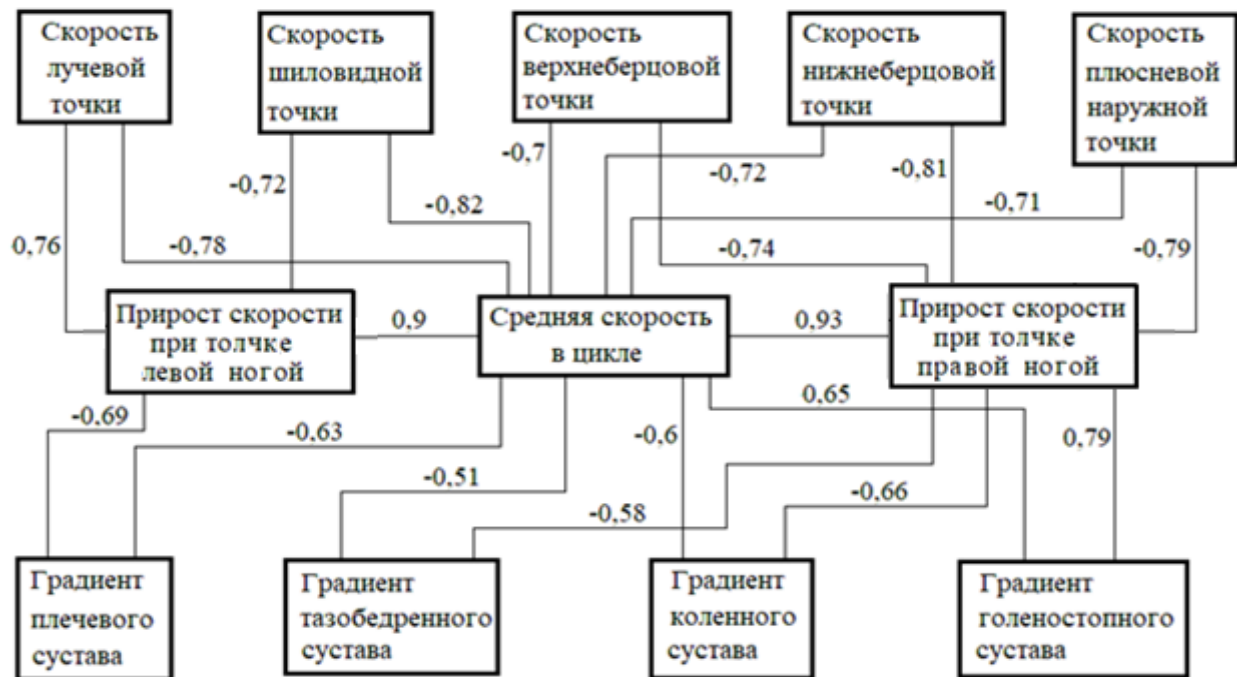 Скорость
лучевой
точки
Скорость
шиловидной
точки
Скорость
верхнеберцовой
точки
Скорость
нижнеберцовой
точки
Скорость
плюсневой
наружной
точки
-0,7
-0,72
-0,72
-0,81
-0,82
-0,71
0,76
-0,78
-0,74
-0,79
Прирост скорости
при толчке
левой ногой
0,9
Средняя скорость
в цикле
0,93
Прирост скорости
при толчке
правой ногой
-0,69
-0,63
-0,6
0,65
0,79
-0,51
-0,58
-0,66
Градиент
плечевого
сустава
Градиент
тазобедренного
сустава
Градиент
коленного
сустава
Градиент
голеностопного
сустава